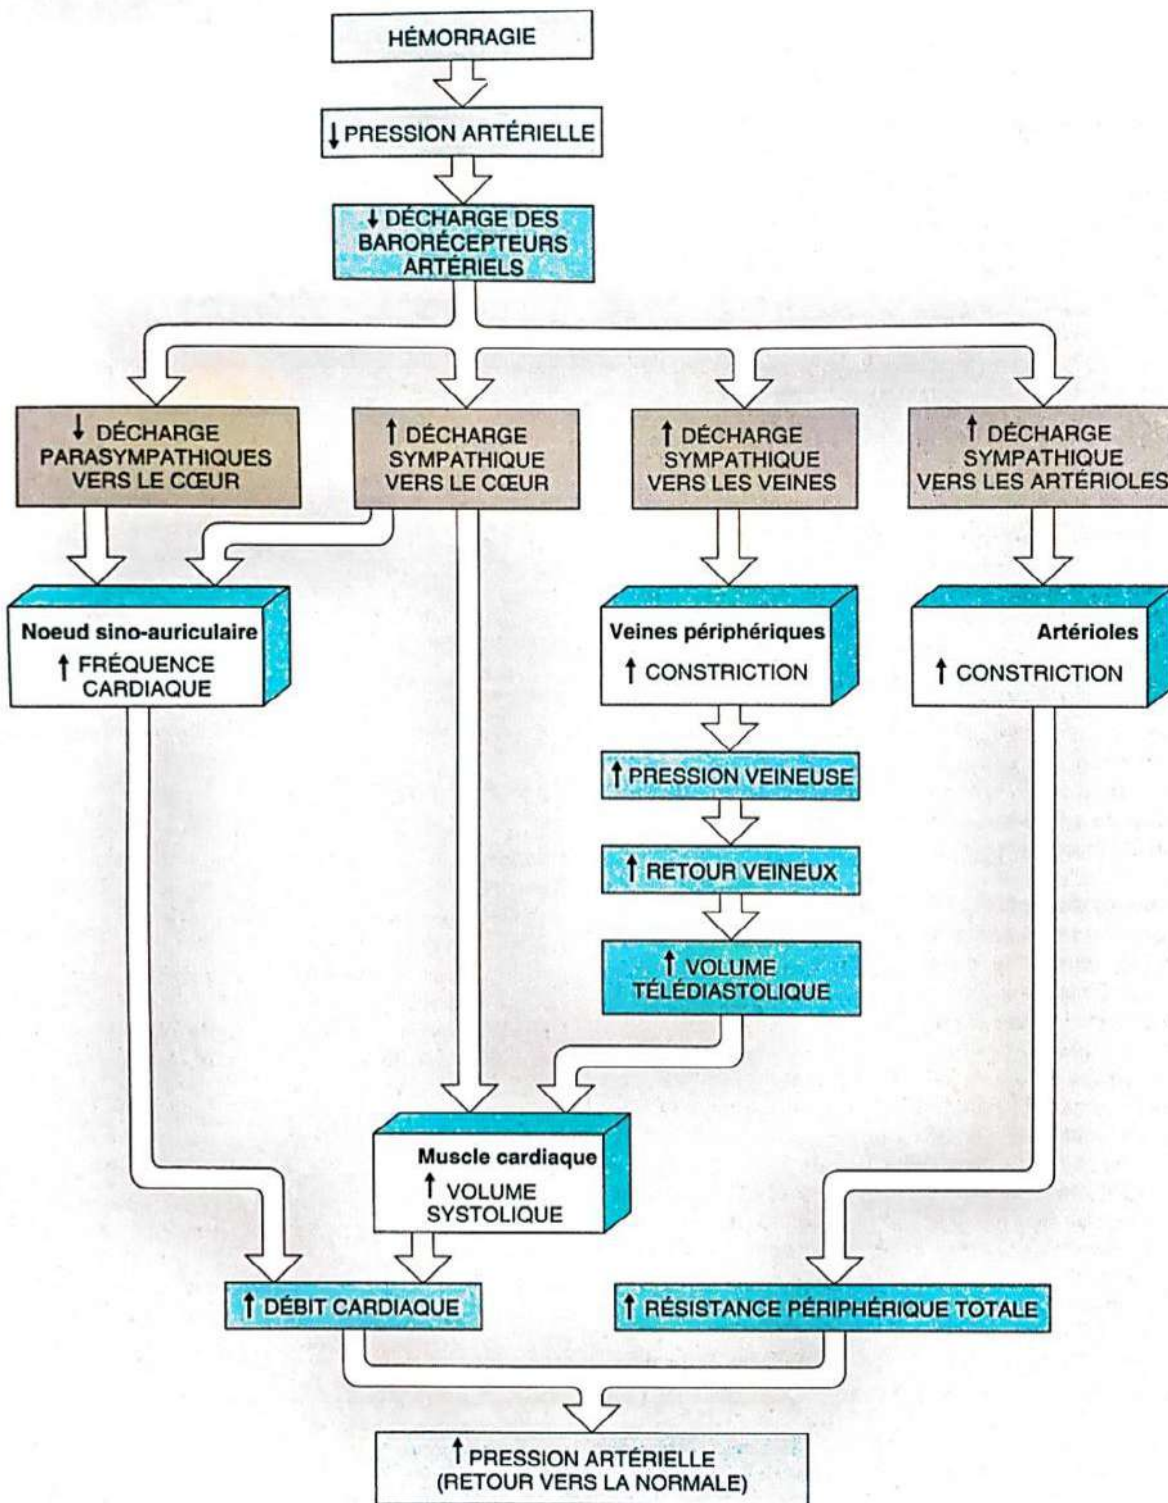 HÉMORRAGIE
↓ PRESSION ARTÉRIELLE
↓ DÉCHARGE DES
BARORÉCEPTEURS
ARTÉRIELS
↓ DÉCHARGE
PARASYMPATHIQUES
VERS LE CŒUR
↑ DÉCHARGE
SYMPATHIQUE
VERS LE CŒUR
↑ DÉCHARGE
SYMPATHIQUE
VERS LES VEINES
↑ DÉCHARGE
SYMPATHIQUE
VERS LES ARTÉRIOLES
Noeud sino-auriculaire
↑ FRÉQUENCE
CARDIAQUE
Veines périphériques
↑ CONSTRICTION
Artérioles
↑ CONSTRICTION
↑ PRESSION VEINEUSE
↑ RETOUR VEINEUX
↑ VOLUME
TÉLÉDIASTOLIQUE
Muscle cardiaque
↑ VOLUME
SYSTOLIQUE
↑ DÉBIT CARDIAQUE
↑ RÉSISTANCE PÉRIPHÉRIQUE TOTALE
↑ PRESSION ARTÉRIELLE
(RETOUR VERS LA NORMALE)